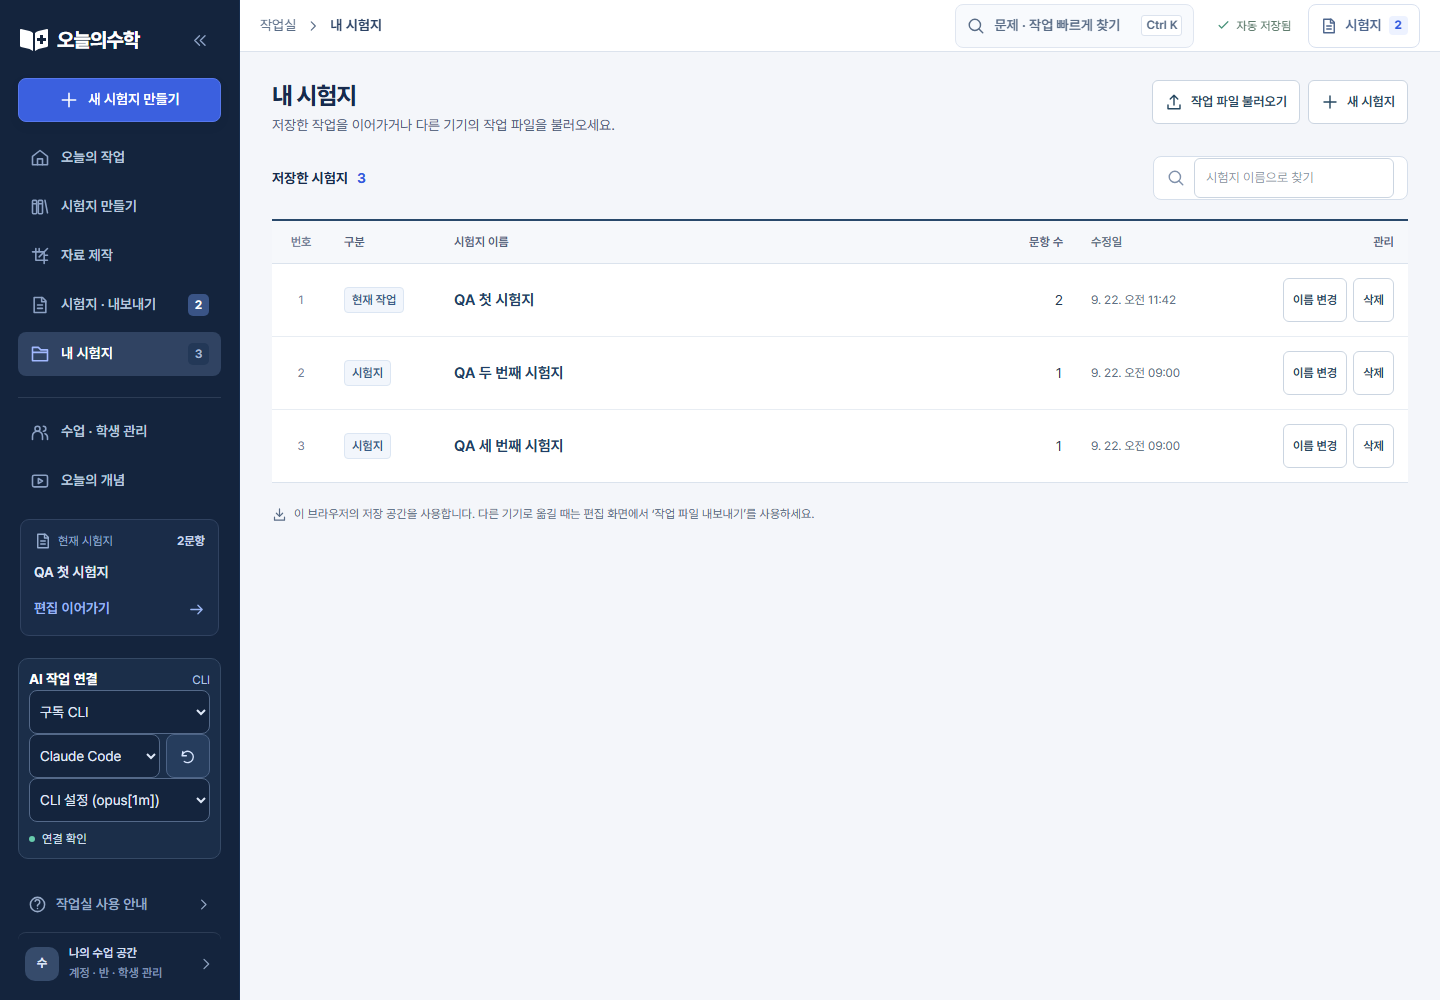 오늘의수학
새 시험지 만들기
오늘의 작업
시험지 만들기
자료 제작
시험지 · 내보내기 2
내 시험지 3
수업 · 학생 관리
오늘의 개념
현재 시험지 2문항
QA 첫 시험지
편집 이어가기
AI 작업 연결 CLI
구독 CLI
Claude Code
CLI 설정 (opus[1m])
연결 확인
작업실 사용 안내
수
나의 수업 공간
계정 · 반 · 학생 관리
작업실 내 시험지
문제 · 작업 빠르게 찾기 Ctrl K
자동 저장됨
시험지 2
내 시험지
저장한 작업을 이어가거나 다른 기기의 작업 파일을 불러오세요.
작업 파일 불러오기
새 시험지
저장한 시험지 3
시험지 이름으로 찾기
번호 구분 시험지 이름 문항 수 수정일 관리
1 현재 작업 QA 첫 시험지 2 9. 22. 오전 11:42 이름 변경 삭제
2 시험지 QA 두 번째 시험지 1 9. 22. 오전 09:00 이름 변경 삭제
3 시험지 QA 세 번째 시험지 1 9. 22. 오전 09:00 이름 변경 삭제
이 브라우저의 저장 공간을 사용합니다. 다른 기기로 옮길 때는 편집 화면에서 ‘작업 파일 내보내기’를 사용하세요.